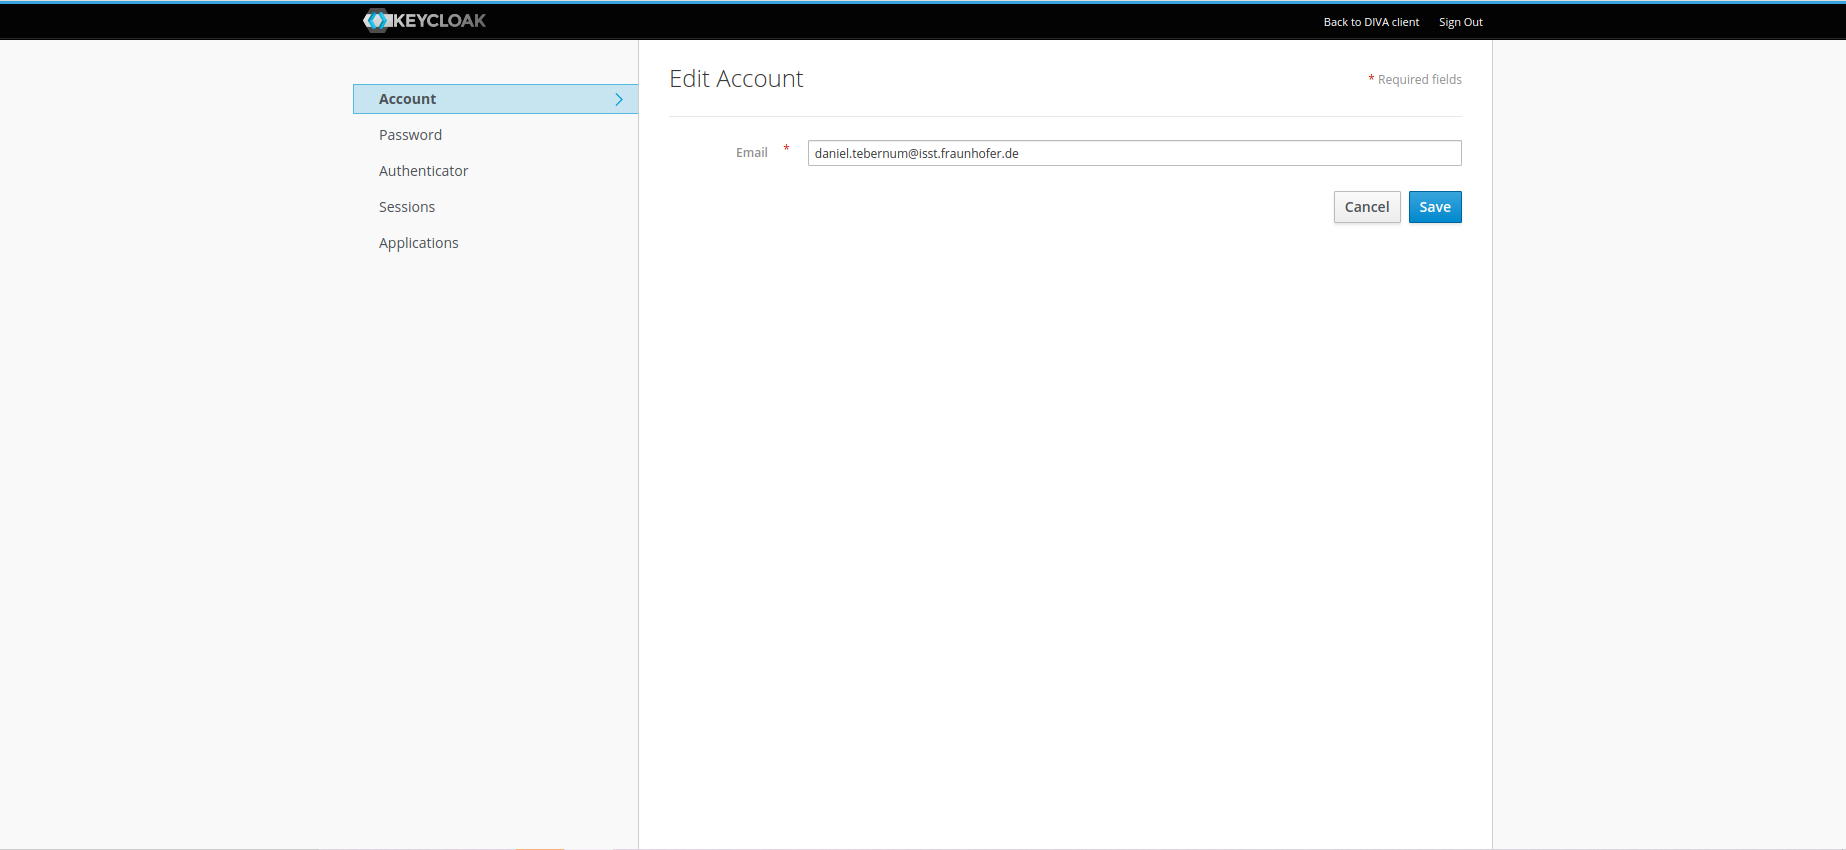 KEYCLOAK
Back to DIVA client
Sign Out
Account
Password
Authenticator
Sessions
Applications
Edit Account
* Required fields
Email *
daniel.tebernum@isst.fraunhofer.de
Cancel
Save